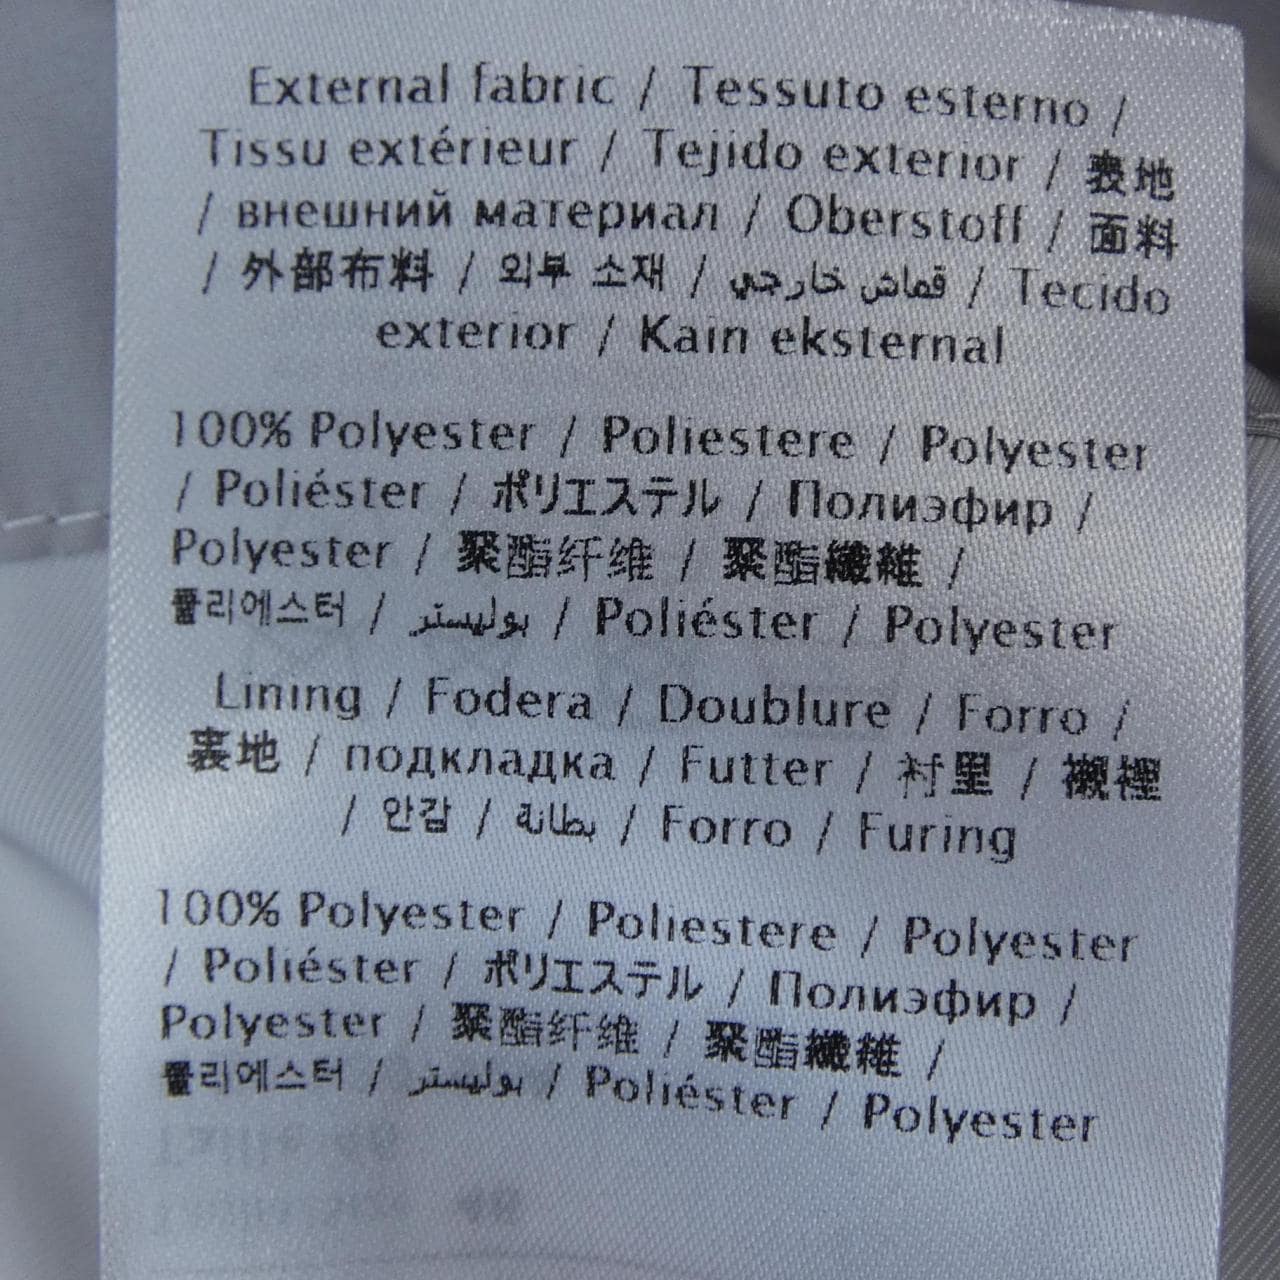 External fabric / Tessuto esterno /
Tissu extérieur / Tejido exterior / 表地
/ внешний материал / Oberstoff / 面料
/ 外部布料 / 외부 소재 / قماش خارجي / Tecido
exterior / Kain eksternal
100% Polyester / Poliestere / Polyester
/ Poliéster / ポリエステル / Полиэфир /
Polyester / 聚酯纤维 / 聚酯纖維 /
폴리에스터 / بوليستر / Poliéster / Polyester
Lining / Fodera / Doublure / Forro /
裏地 / подкладка / Futter / 衬里 / 襯裡
/ 안감 / بطانة / Forro / Furing
100% Polyester / Poliestere / Polyester
/ Poliéster / ポリエステル / Полиэфир /
Polyester / 聚酯纤维 / 聚酯纖維 /
폴리에스터 / بوليستر / Poliéster / Polyester